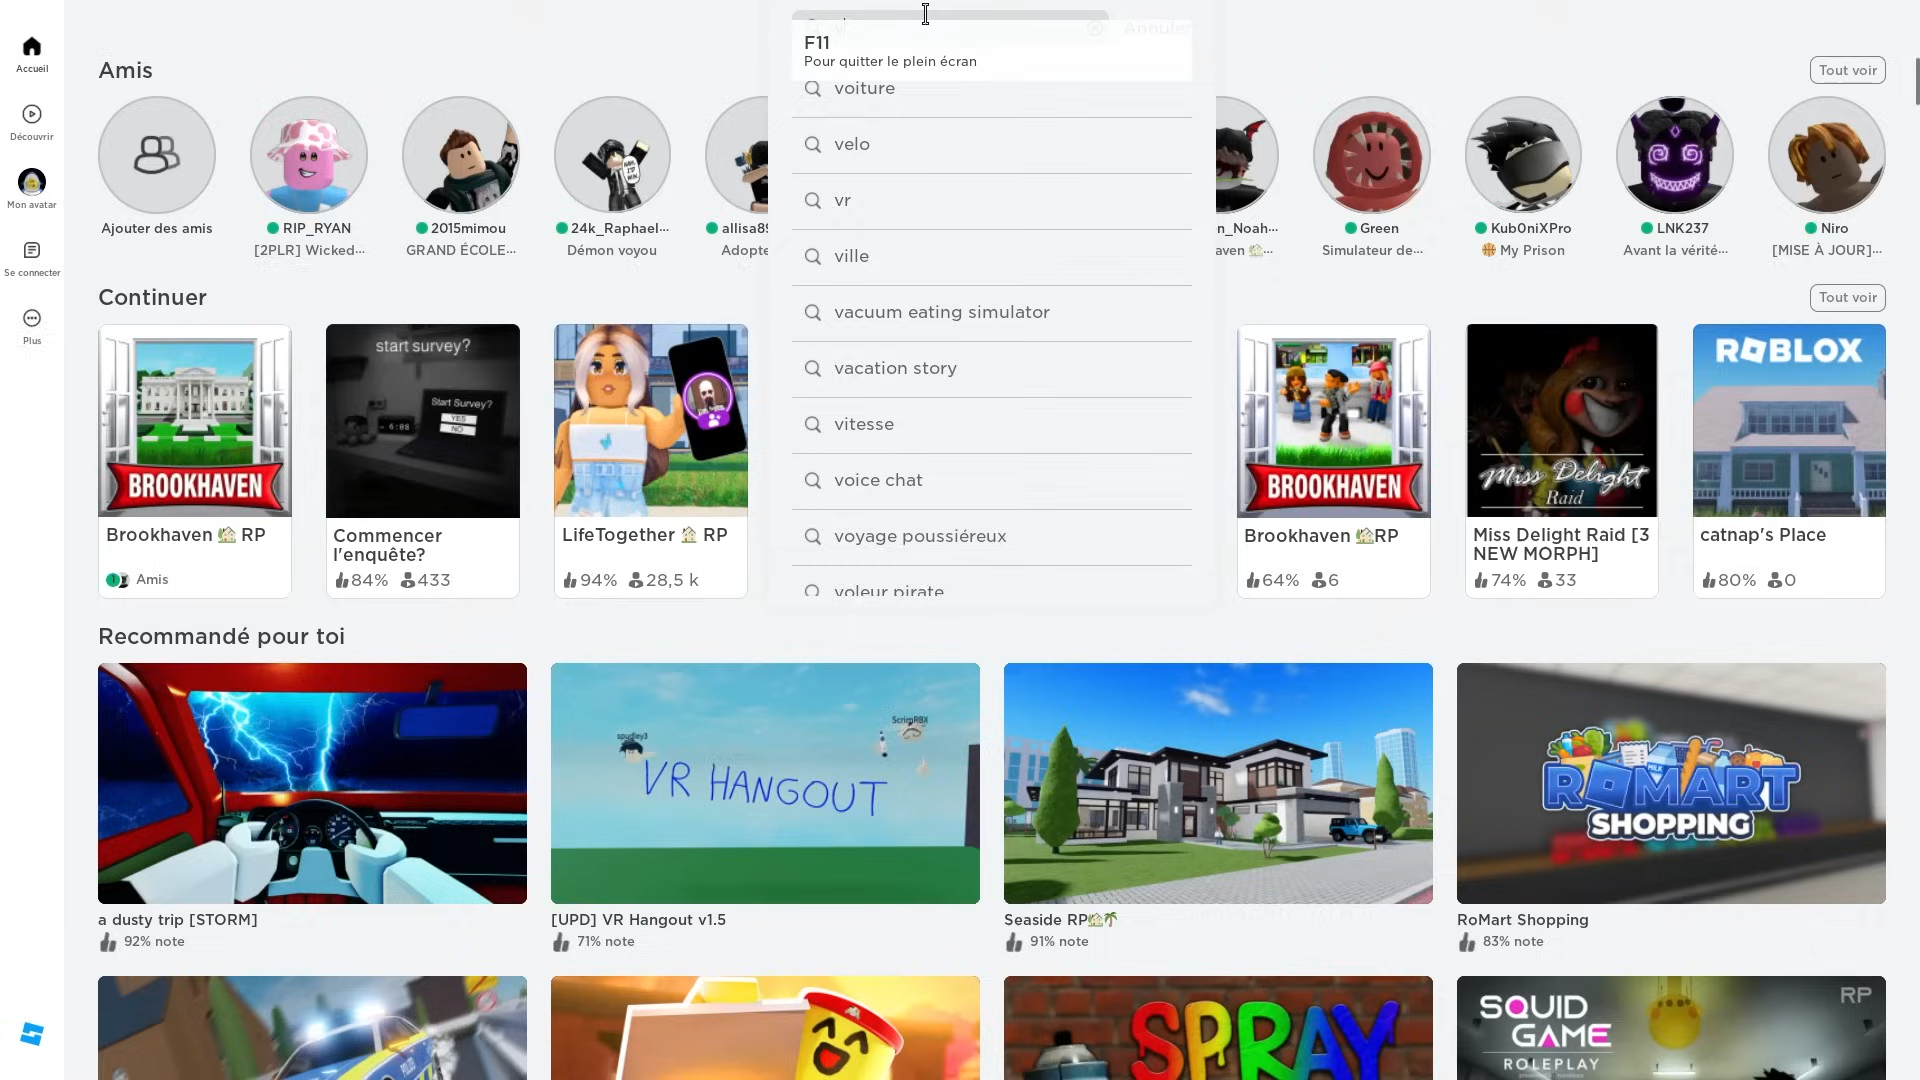 Accueil
Découvrir
Mon avatar
Se connecter
Plus
Annuler
F11
Pour quitter le plein écran
voiture
velo
vr
ville
vacuum eating simulator
vacation story
vitesse
voice chat
voyage poussiéreux
voleur pirate
Amis
Tout voir
Ajouter des amis
RIP_RYAN
[2PLR] Wicked...
2015mimou
GRAND ÉCOLE...
24k_Raphael...
Démon voyou
allisa89
Adopte
n_Noah...
aven 🏡...
Green
Simulateur de...
Kub0niXPro
🏀 My Prison
LNK237
Avant la vérité...
Niro
[MISE À JOUR]...
Continuer
Tout voir
BROOKHAVEN
Brookhaven 🏡 RP
Amis
start survey?
Start Survey?
YES
NO
Commencer
l'enquête?
84% 433
LifeTogether 🏠 RP
94% 28,5 k
BROOKHAVEN
Brookhaven 🏡RP
64% 6
Miss Delight
Raid
Miss Delight Raid [3
NEW MORPH]
74% 33
ROBLOX
catnap's Place
80% 0
Recommandé pour toi
a dusty trip [STORM]
92% note
spudley3
ScrimRBX
VR HANGOUT
[UPD] VR Hangout v1.5
71% note
Seaside RP🏡🌴
91% note
MILK
ROMART
SHOPPING
RoMart Shopping
83% note
POLICE
SPRAY
SQUID
GAME
ROLEPLAY
RP